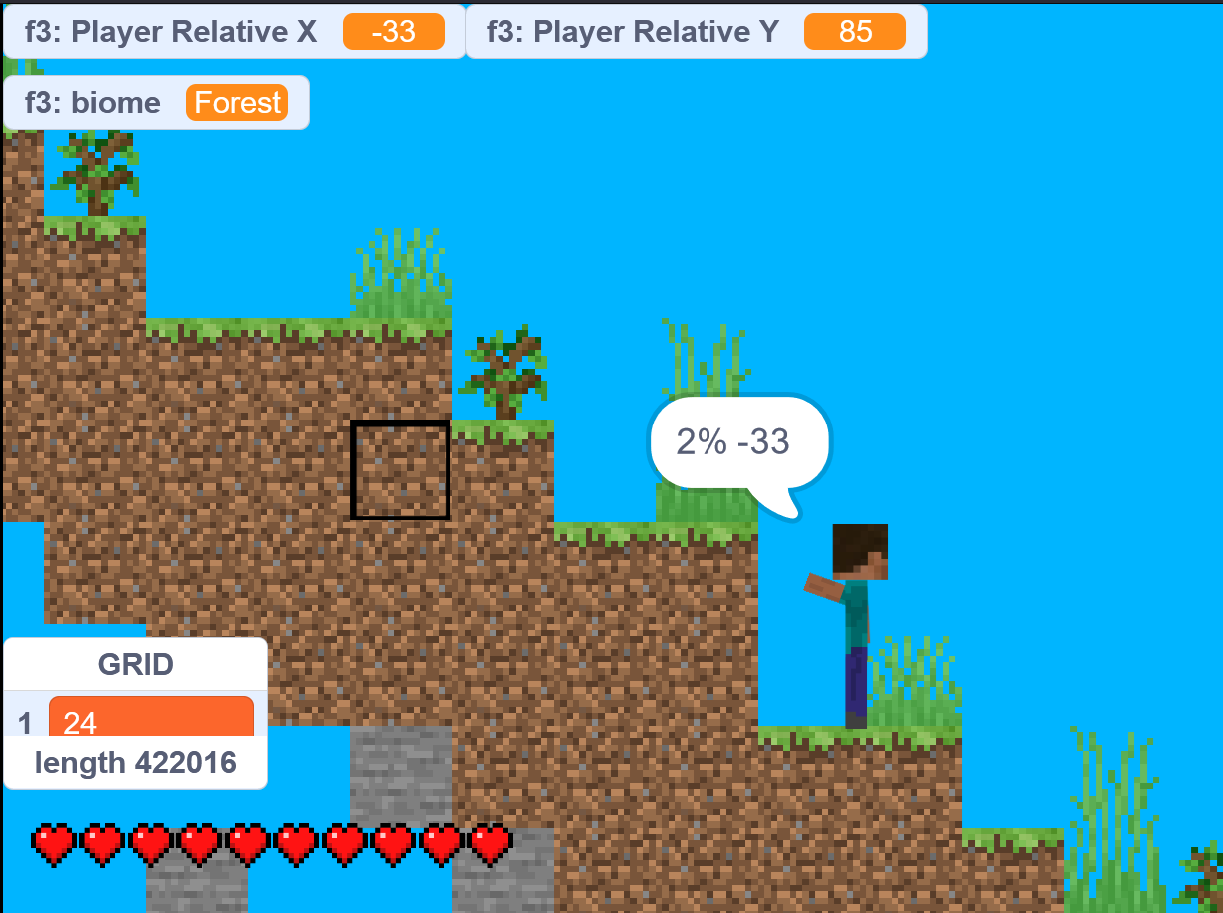 f3: Player Relative X -33 f3: Player Relative Y 85
f3: biome Forest
2% -33
GRID
1 24
length 422016